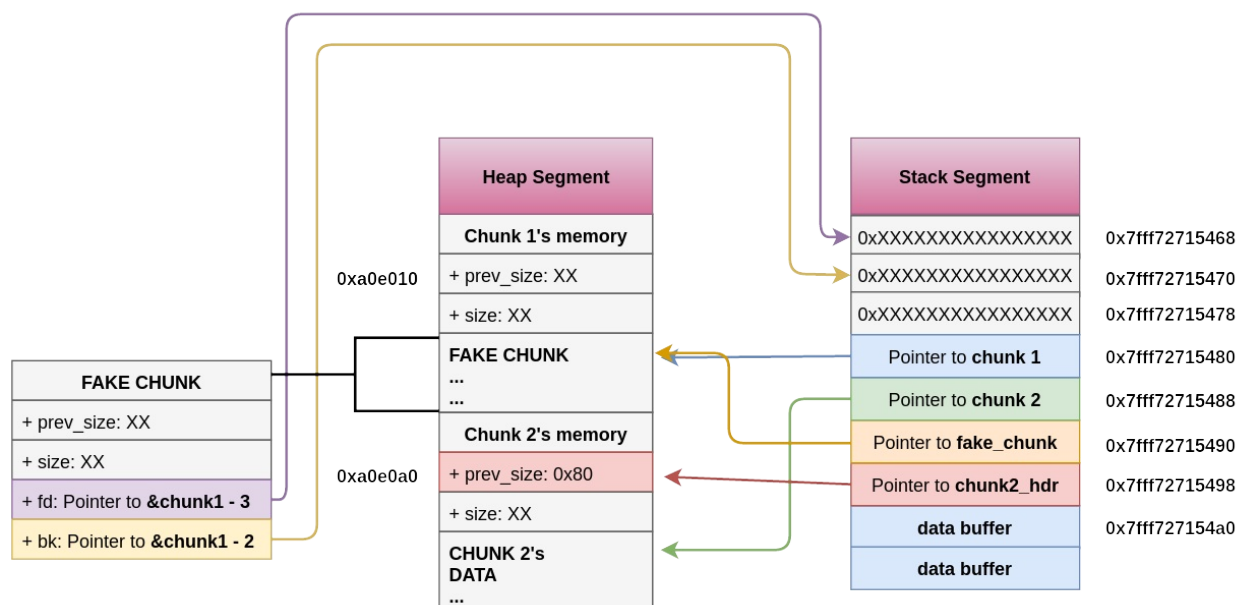 Heap Segment
Stack Segment
Chunk 1's memory
0xXXXXXXXXXXXXXXXX
0x7fff72715468
0xa0e010
+ prev_size: XX
0xXXXXXXXXXXXXXXXX
0x7fff72715470
+ size: XX
0xXXXXXXXXXXXXXXXX
0x7fff72715478
FAKE CHUNK
...
...
Pointer to chunk 1
0x7fff72715480
FAKE CHUNK
Pointer to chunk 2
0x7fff72715488
+ prev_size: XX
Chunk 2's memory
Pointer to fake_chunk
0x7fff72715490
+ size: XX
0xa0e0a0
+ prev_size: 0x80
Pointer to chunk2_hdr
0x7fff72715498
+ fd: Pointer to &chunk1 - 3
+ size: XX
data buffer
0x7fff727154a0
+ bk: Pointer to &chunk1 - 2
CHUNK 2's
DATA
...
data buffer